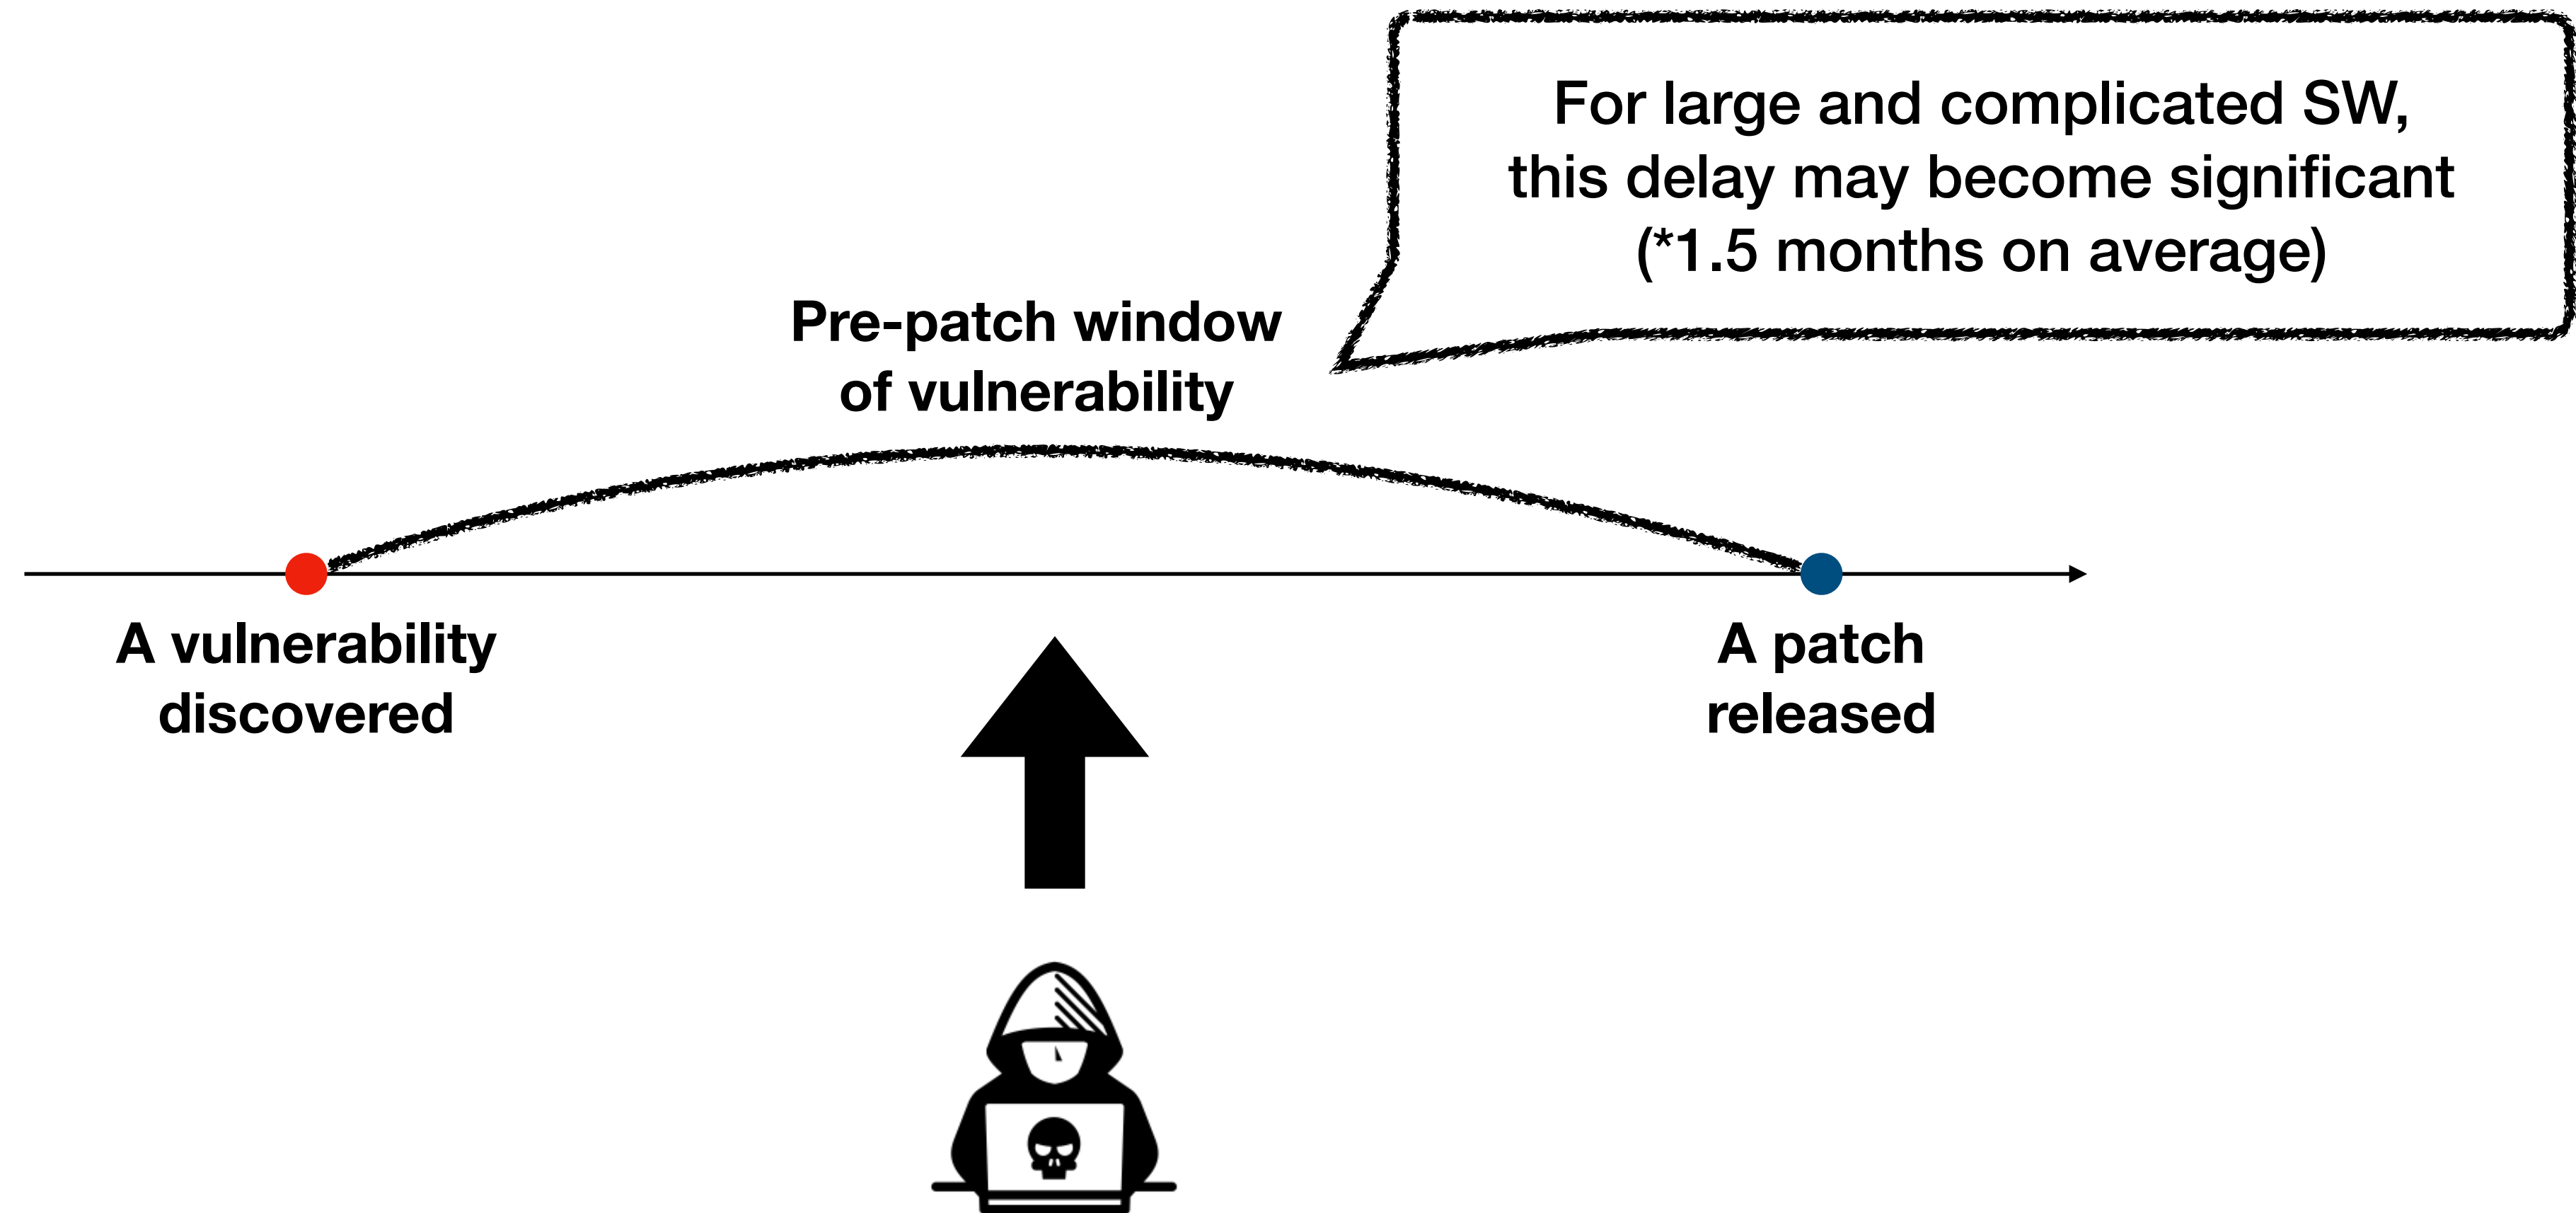 For large and complicated SW,
this delay may become significant
(*1.5 months on average)
Pre-patch window
of vulnerability
A vulnerability
discovered
A patch
released